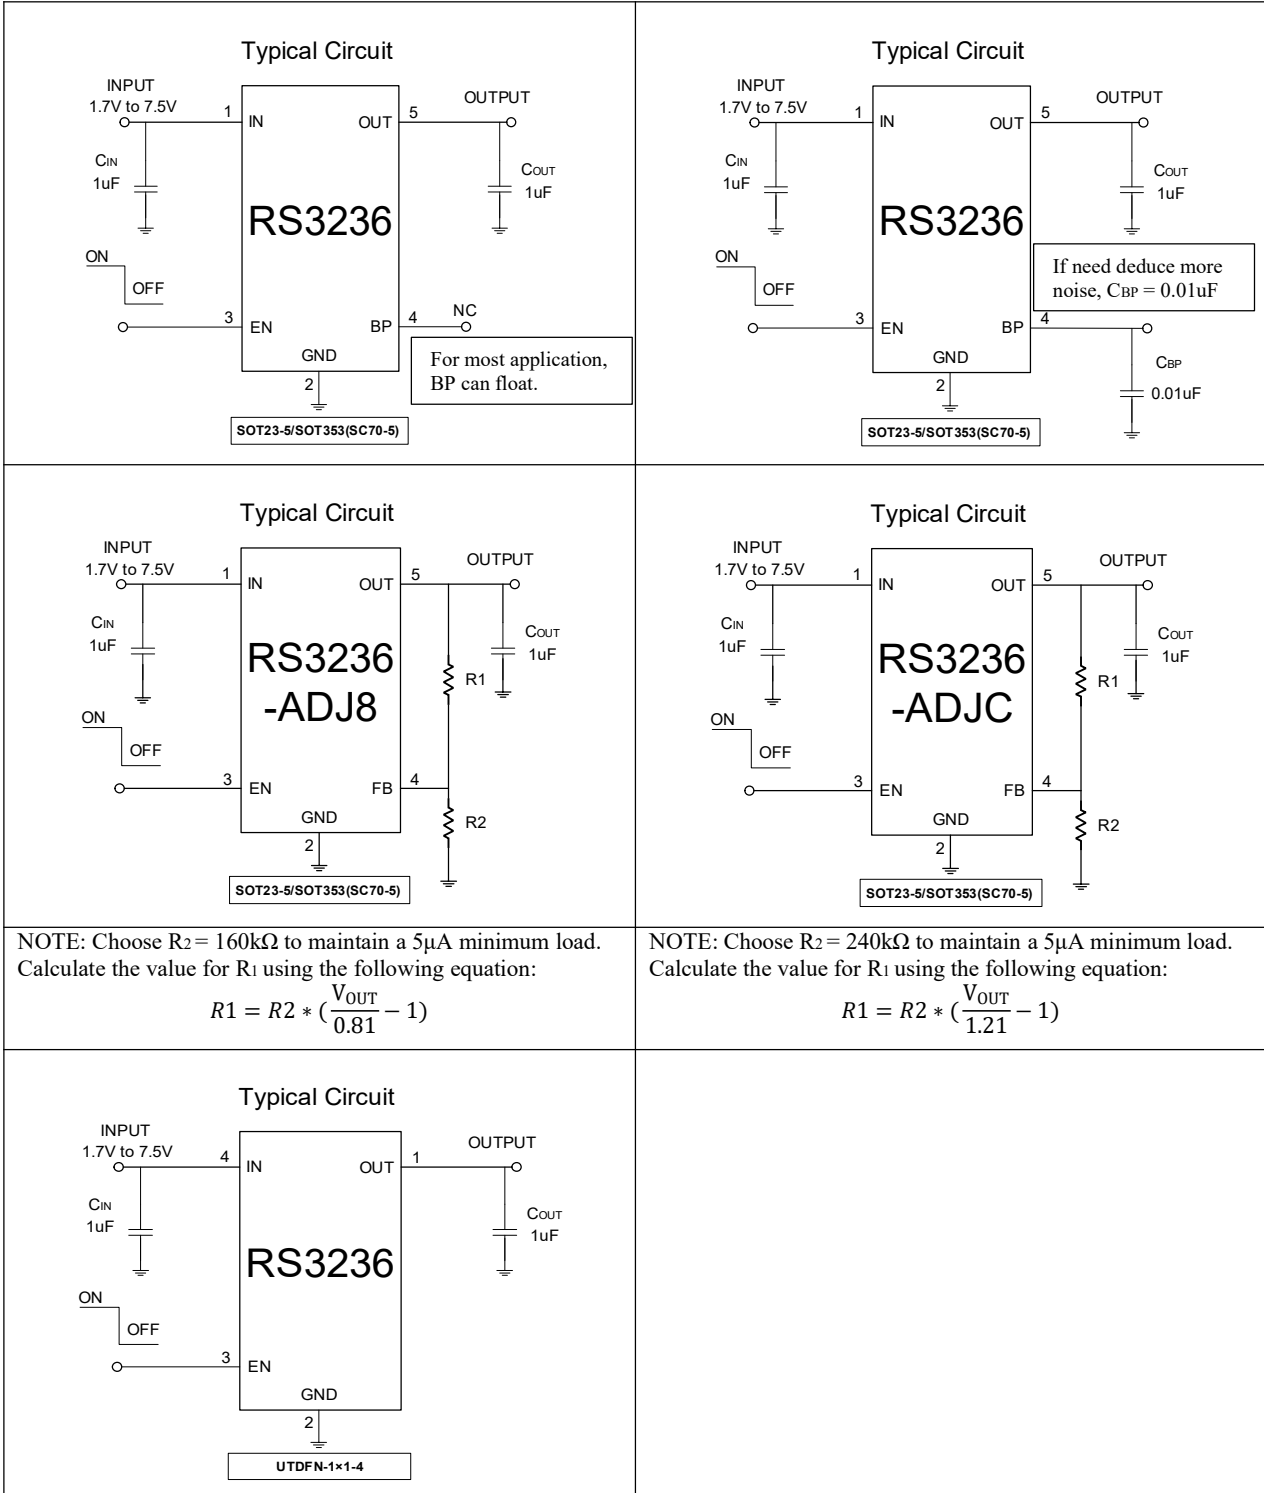 Typical Circuit
INPUT
1.7V to 7.5V
OUTPUT
1
IN
OUT
5
CIN
1uF
COUT
1uF
RS3236
ON
OFF
3
EN
BP
4
NC
GND
2
For most application,
BP can float.
SOT23-5/SOT353(SC70-5)
Typical Circuit
INPUT
1.7V to 7.5V
OUTPUT
1
IN
OUT
5
CIN
1uF
COUT
1uF
RS3236
ON
OFF
If need deduce more
noise, CBP = 0.01uF
3
EN
BP
4
GND
2
CBP
0.01uF
SOT23-5/SOT353(SC70-5)
Typical Circuit
INPUT
1.7V to 7.5V
OUTPUT
1
IN
OUT
5
CIN
1uF
COUT
1uF
RS3236
-ADJ8
R1
ON
OFF
3
EN
FB
4
GND
2
R2
SOT23-5/SOT353(SC70-5)
Typical Circuit
INPUT
1.7V to 7.5V
OUTPUT
1
IN
OUT
5
CIN
1uF
COUT
1uF
RS3236
-ADJC
R1
ON
OFF
3
EN
FB
4
GND
2
R2
SOT23-5/SOT353(SC70-5)
NOTE: Choose R2 = 160kΩ to maintain a 5μA minimum load.
Calculate the value for R1 using the following equation:
R1 = R2 * (VOUT/0.81 − 1)
NOTE: Choose R2 = 240kΩ to maintain a 5μA minimum load.
Calculate the value for R1 using the following equation:
R1 = R2 * (VOUT/1.21 − 1)
Typical Circuit
INPUT
1.7V to 7.5V
OUTPUT
4
IN
OUT
1
CIN
1uF
COUT
1uF
RS3236
ON
OFF
3
EN
GND
2
UTDFN-1×1-4